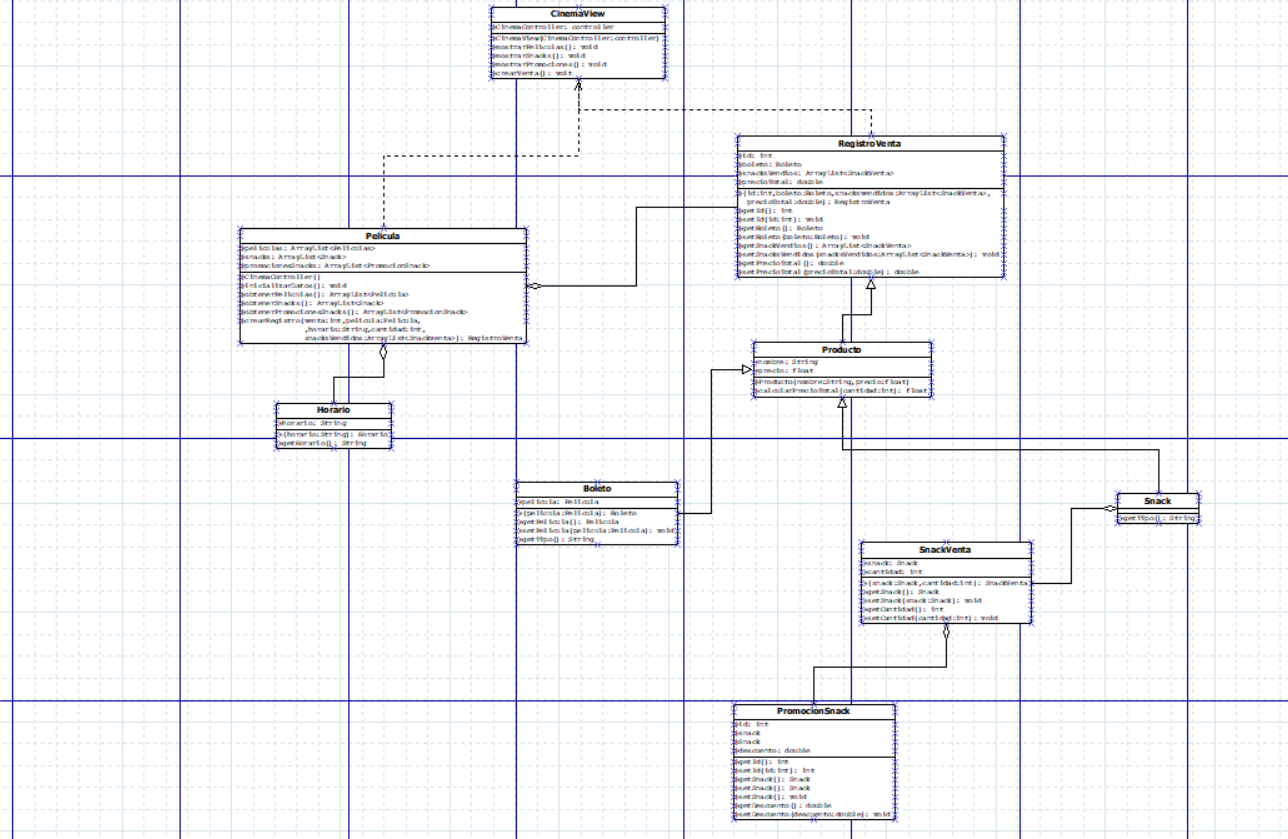 CinemaView
CinemaController: controller
CinemaView(CinemaController:controller)
mostrarPeliculas(): void
mostrarSnacks(): void
mostrarPromociones(): void
crearVenta(): voit
RegistroVenta
id: int
boleto: Boleto
snacksVendios: ArrayList<SnackVenta>
precioTotal: double
(id:int,boleto:Boleto,snacksVendidos:ArrayList<SnackVenta>,
precioTotal:double): RegistroVenta
getId(): int
setId(id:int): void
getBoleto(): Boleto
setBoleto(boleto:Boleto): void
getSnackVendios(): ArrayList<SnackVenta>
setSnacksVendidos(snacksVendidos:ArrayList<SnackVenta>): void
getPrecioTotal(): double
setPrecioTotal(precioTotal:double): double
Pelicula
peliculas: ArrayList<Peliculas>
snacks: ArrayList<Snack>
promocionesSnacks: ArrayList<PromocionSnack>
CinemaController()
inicialisarDatos(): void
obtenerPeliculas(): ArrayList<Pelicula>
obtenerSnacks(): ArrayList<Snack>
obtenerPromocionesSnacks(): ArrayList<PromocionSnack>
crearRegistro(venta:int,pelicula:Pelicula,
,horario:String,cantidad:int,
snacksVendidos:ArrayList<SnackVenta>): RegistroVenta
Producto
nombre: String
precio: float
Producto(nombre:String,precio:float)
calcularPrecioTotal(cantidad:int): float
Horario
horario: String
(horario:String): Horario
getHorario(): String
Boleto
pelicula: Pelicula
(pelicula:Pelicula): Boleto
getPelicula(): Pelicula
setPelicula(pelicula:Pelicula): void
getTipo(): String
Snack
getTipo(): String
SnackVenta
snack: Snack
cantidad: int
(snack:Snack,cantidad:int): SnackVenta
getSnack(): Snack
setSnack(snack:Snack): void
getCantidad(): int
setCantidad(cantidad:int): void
PromocionSnack
id: int
snack
snack
descuento: double
getId(): int
setId(id:int): int
getSnack(): Snack
setSnack(): Snack
setSnack(): void
getDescuento(): double
setDescuento(descuento:double): void